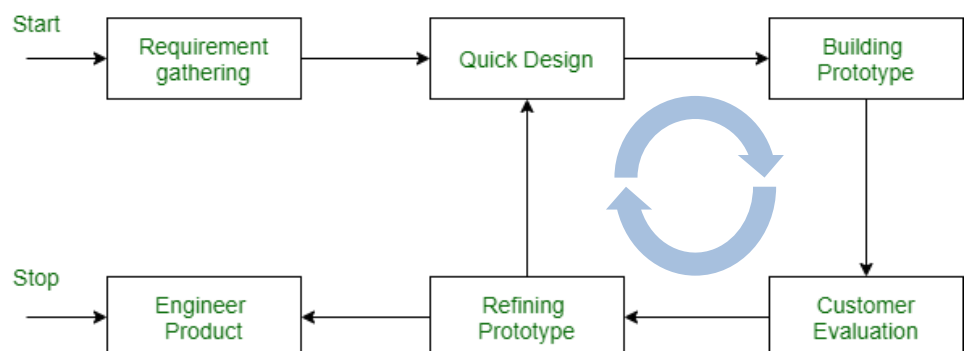 Start
Requirement
gathering
Quick Design
Building
Prototype
Stop
Engineer
Product
Refining
Prototype
Customer
Evaluation